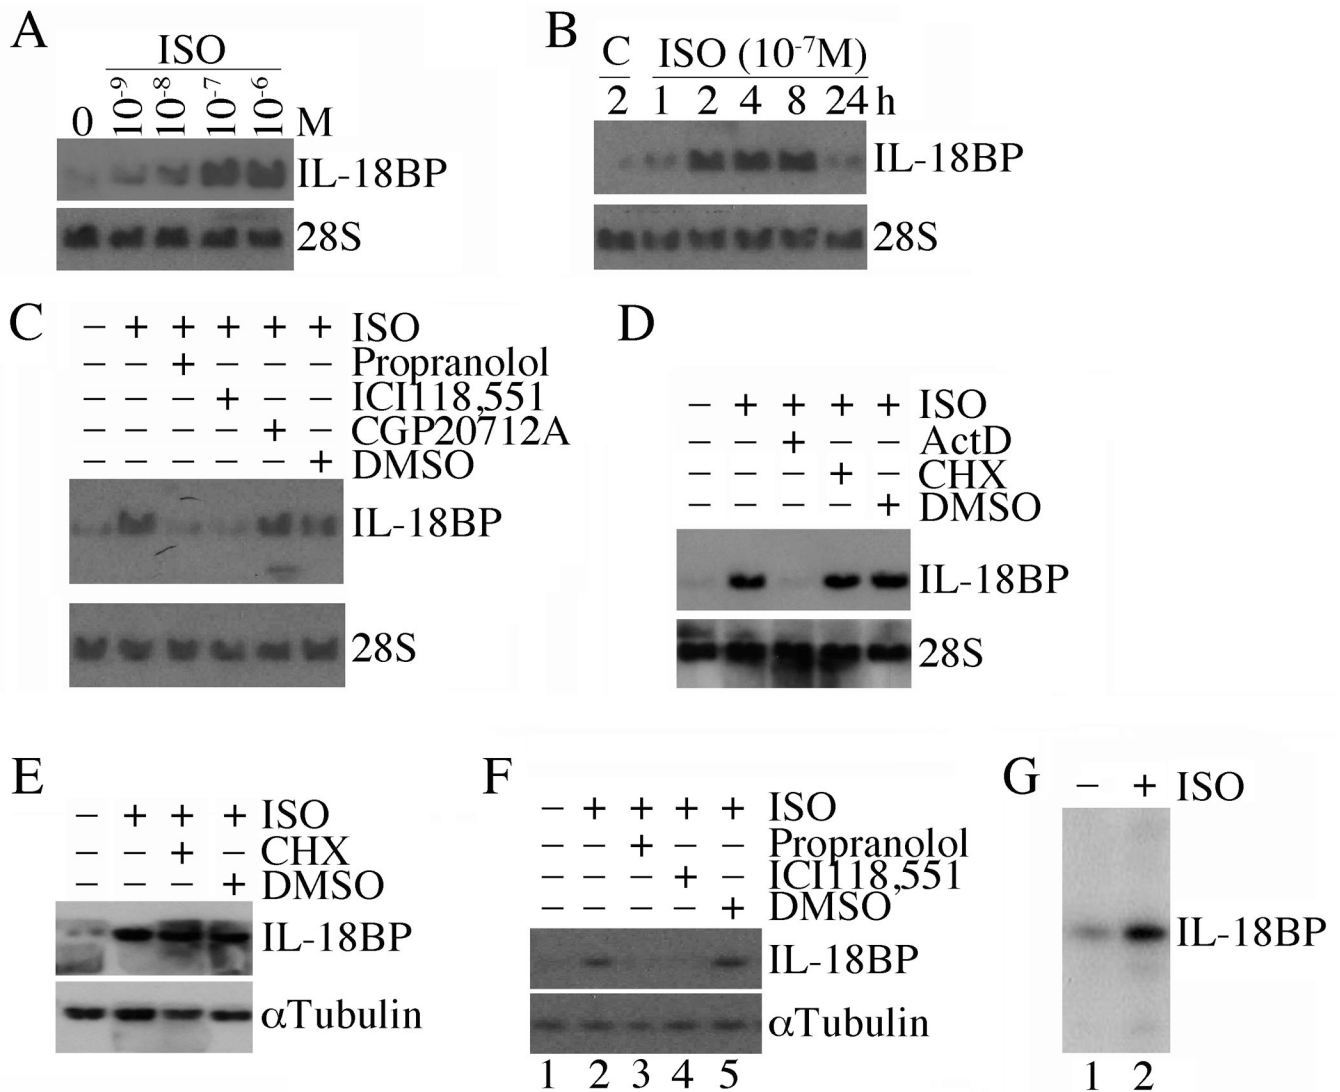 A
ISO
0 10-9 10-8 10-7 10-6 M
IL-18BP
28S
B
C ISO (10-7M)
2 1 2 4 8 24 h
IL-18BP
28S
C
− + + + + + ISO
− − + − − − Propranolol
− − − + − − ICI118,551
− − − − + − CGP20712A
− − − − − + DMSO
IL-18BP
28S
D
− + + + + ISO
− − + − − ActD
− − − + − CHX
− − − − + DMSO
IL-18BP
28S
E
− + + + ISO
− − + − CHX
− − − + DMSO
IL-18BP
αTubulin
F
− + + + + ISO
− − + − − Propranolol
− − − + − ICI118,551
− − − − + DMSO
IL-18BP
αTubulin
1 2 3 4 5
G
− + ISO
IL-18BP
1 2